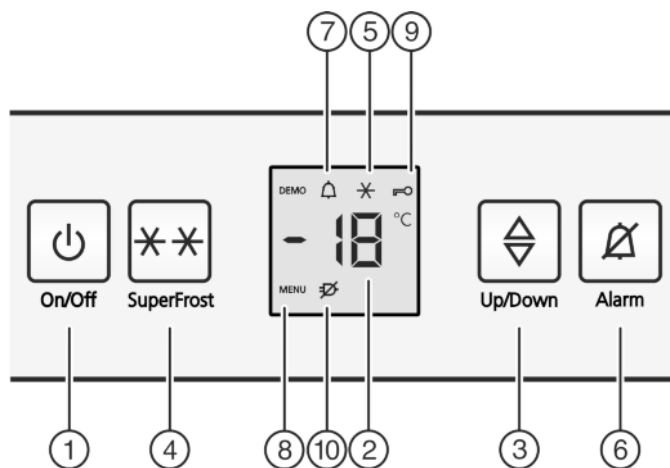 7 5 9
DEMO
-18 °C
MENU
On/Off SuperFrost Up/Down Alarm
1 4 8 10 2 3 6